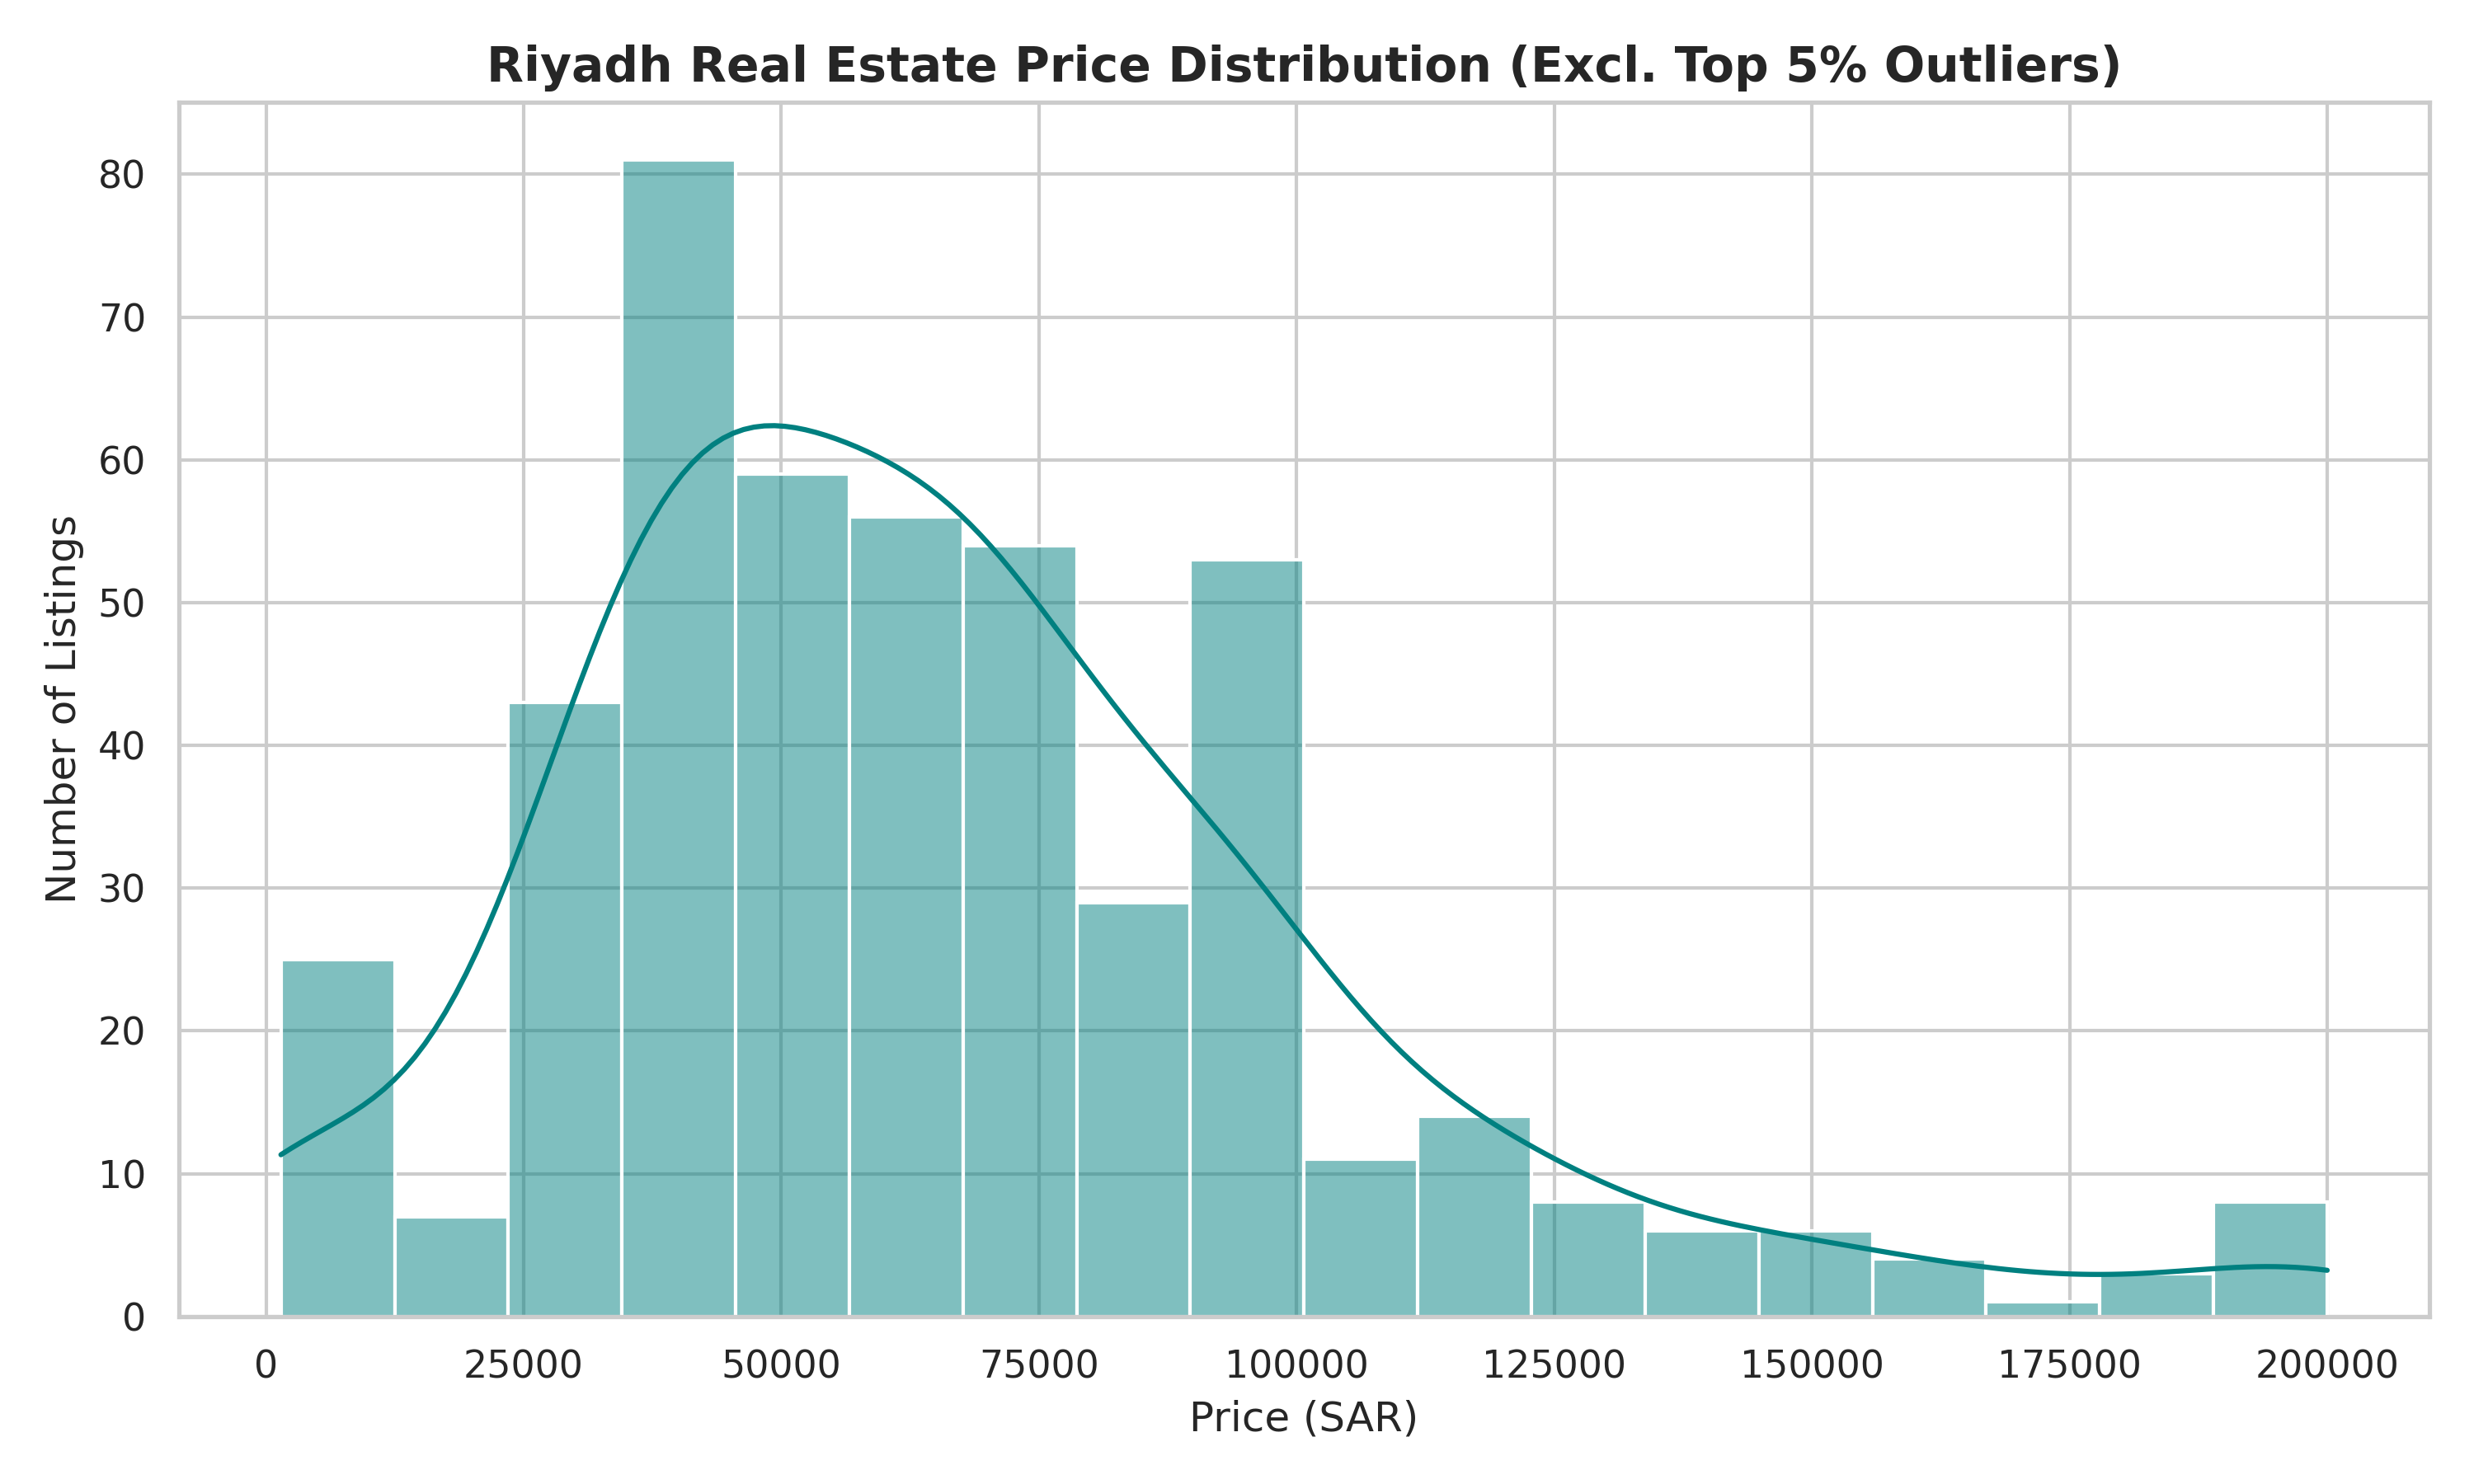 Riyadh Real Estate Price Distribution (Excl. Top 5% Outliers)
Number of Listings
80
70
60
50
40
30
20
10
0
0 25000 50000 75000 100000 125000 150000 175000 200000
Price (SAR)